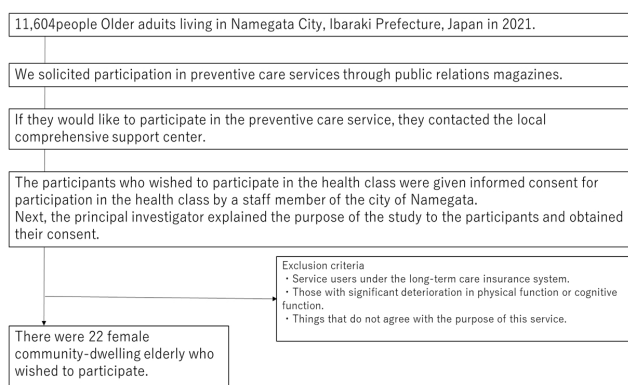 11,604people Older aduits living in Namegata City, Ibaraki Prefecture, Japan in 2021.
We solicited participation in preventive care services through public relations magazines.
If they would like to participate in the preventive care service, they contacted the local
comprehensive support center.
The participants who wished to participate in the health class were given informed consent for
participation in the health class by a staff member of the city of Namegata.
Next, the principal investigator explained the purpose of the study to the participants and obtained
their consent.
Exclusion criteria
・Service users under the long-term care insurance system.
・Those with significant deterioration in physical function or cognitive
function.
・Things that do not agree with the purpose of this service.
There were 22 female
community-dwelling elderly who
wished to participate.